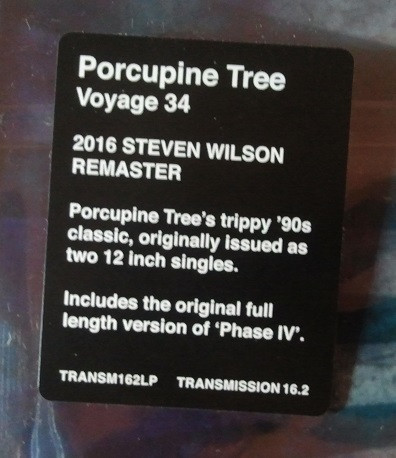 Porcupine Tree
Voyage 34
2016 STEVEN WILSON
REMASTER
Porcupine Tree's trippy '90s
classic, originally issued as
two 12 inch singles.
Includes the original full
length version of 'Phase IV'.
TRANSM162LP TRANSMISSION 16.2